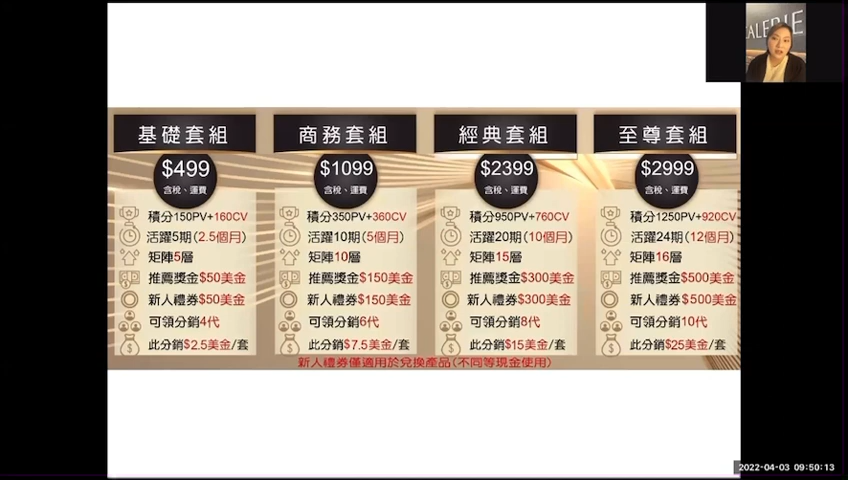 基礎套組
$499
含稅、運費
積分150PV+160CV
活躍5期(2.5個月)
矩陣5層
推薦獎金$50美金
新人禮券$50美金
可領分銷4代
此分銷$2.5美金/套
商務套組
$1099
含稅、運費
積分350PV+360CV
活躍10期(5個月)
矩陣10層
推薦獎金$150美金
新人禮券$150美金
可領分銷6代
此分銷$7.5美金/套
經典套組
$2399
含稅、運費
積分950PV+760CV
活躍20期(10個月)
矩陣15層
推薦獎金$300美金
新人禮券$300美金
可領分銷8代
此分銷$15美金/套
至尊套組
$2999
含稅、運費
積分1250PV+920CV
活躍24期(12個月)
矩陣16層
推薦獎金$500美金
新人禮券$500美金
可領分銷10代
此分銷$25美金/套
新人禮券僅適用於兌換產品(不同等現金使用)
2022-04-03 09:50:13